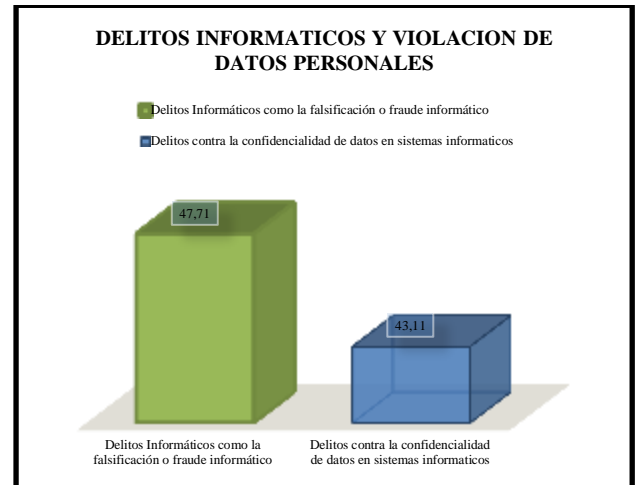 DELITOS INFORMATICOS Y VIOLACION DE
DATOS PERSONALES
Delitos Informáticos como la falsificación o fraude informático
Delitos contra la confidencialidad de datos en sistemas informaticos
47,71
43,11
Delitos Informáticos como la
falsificación o fraude informático
Delitos contra la confidencialidad
de datos en sistemas informaticos